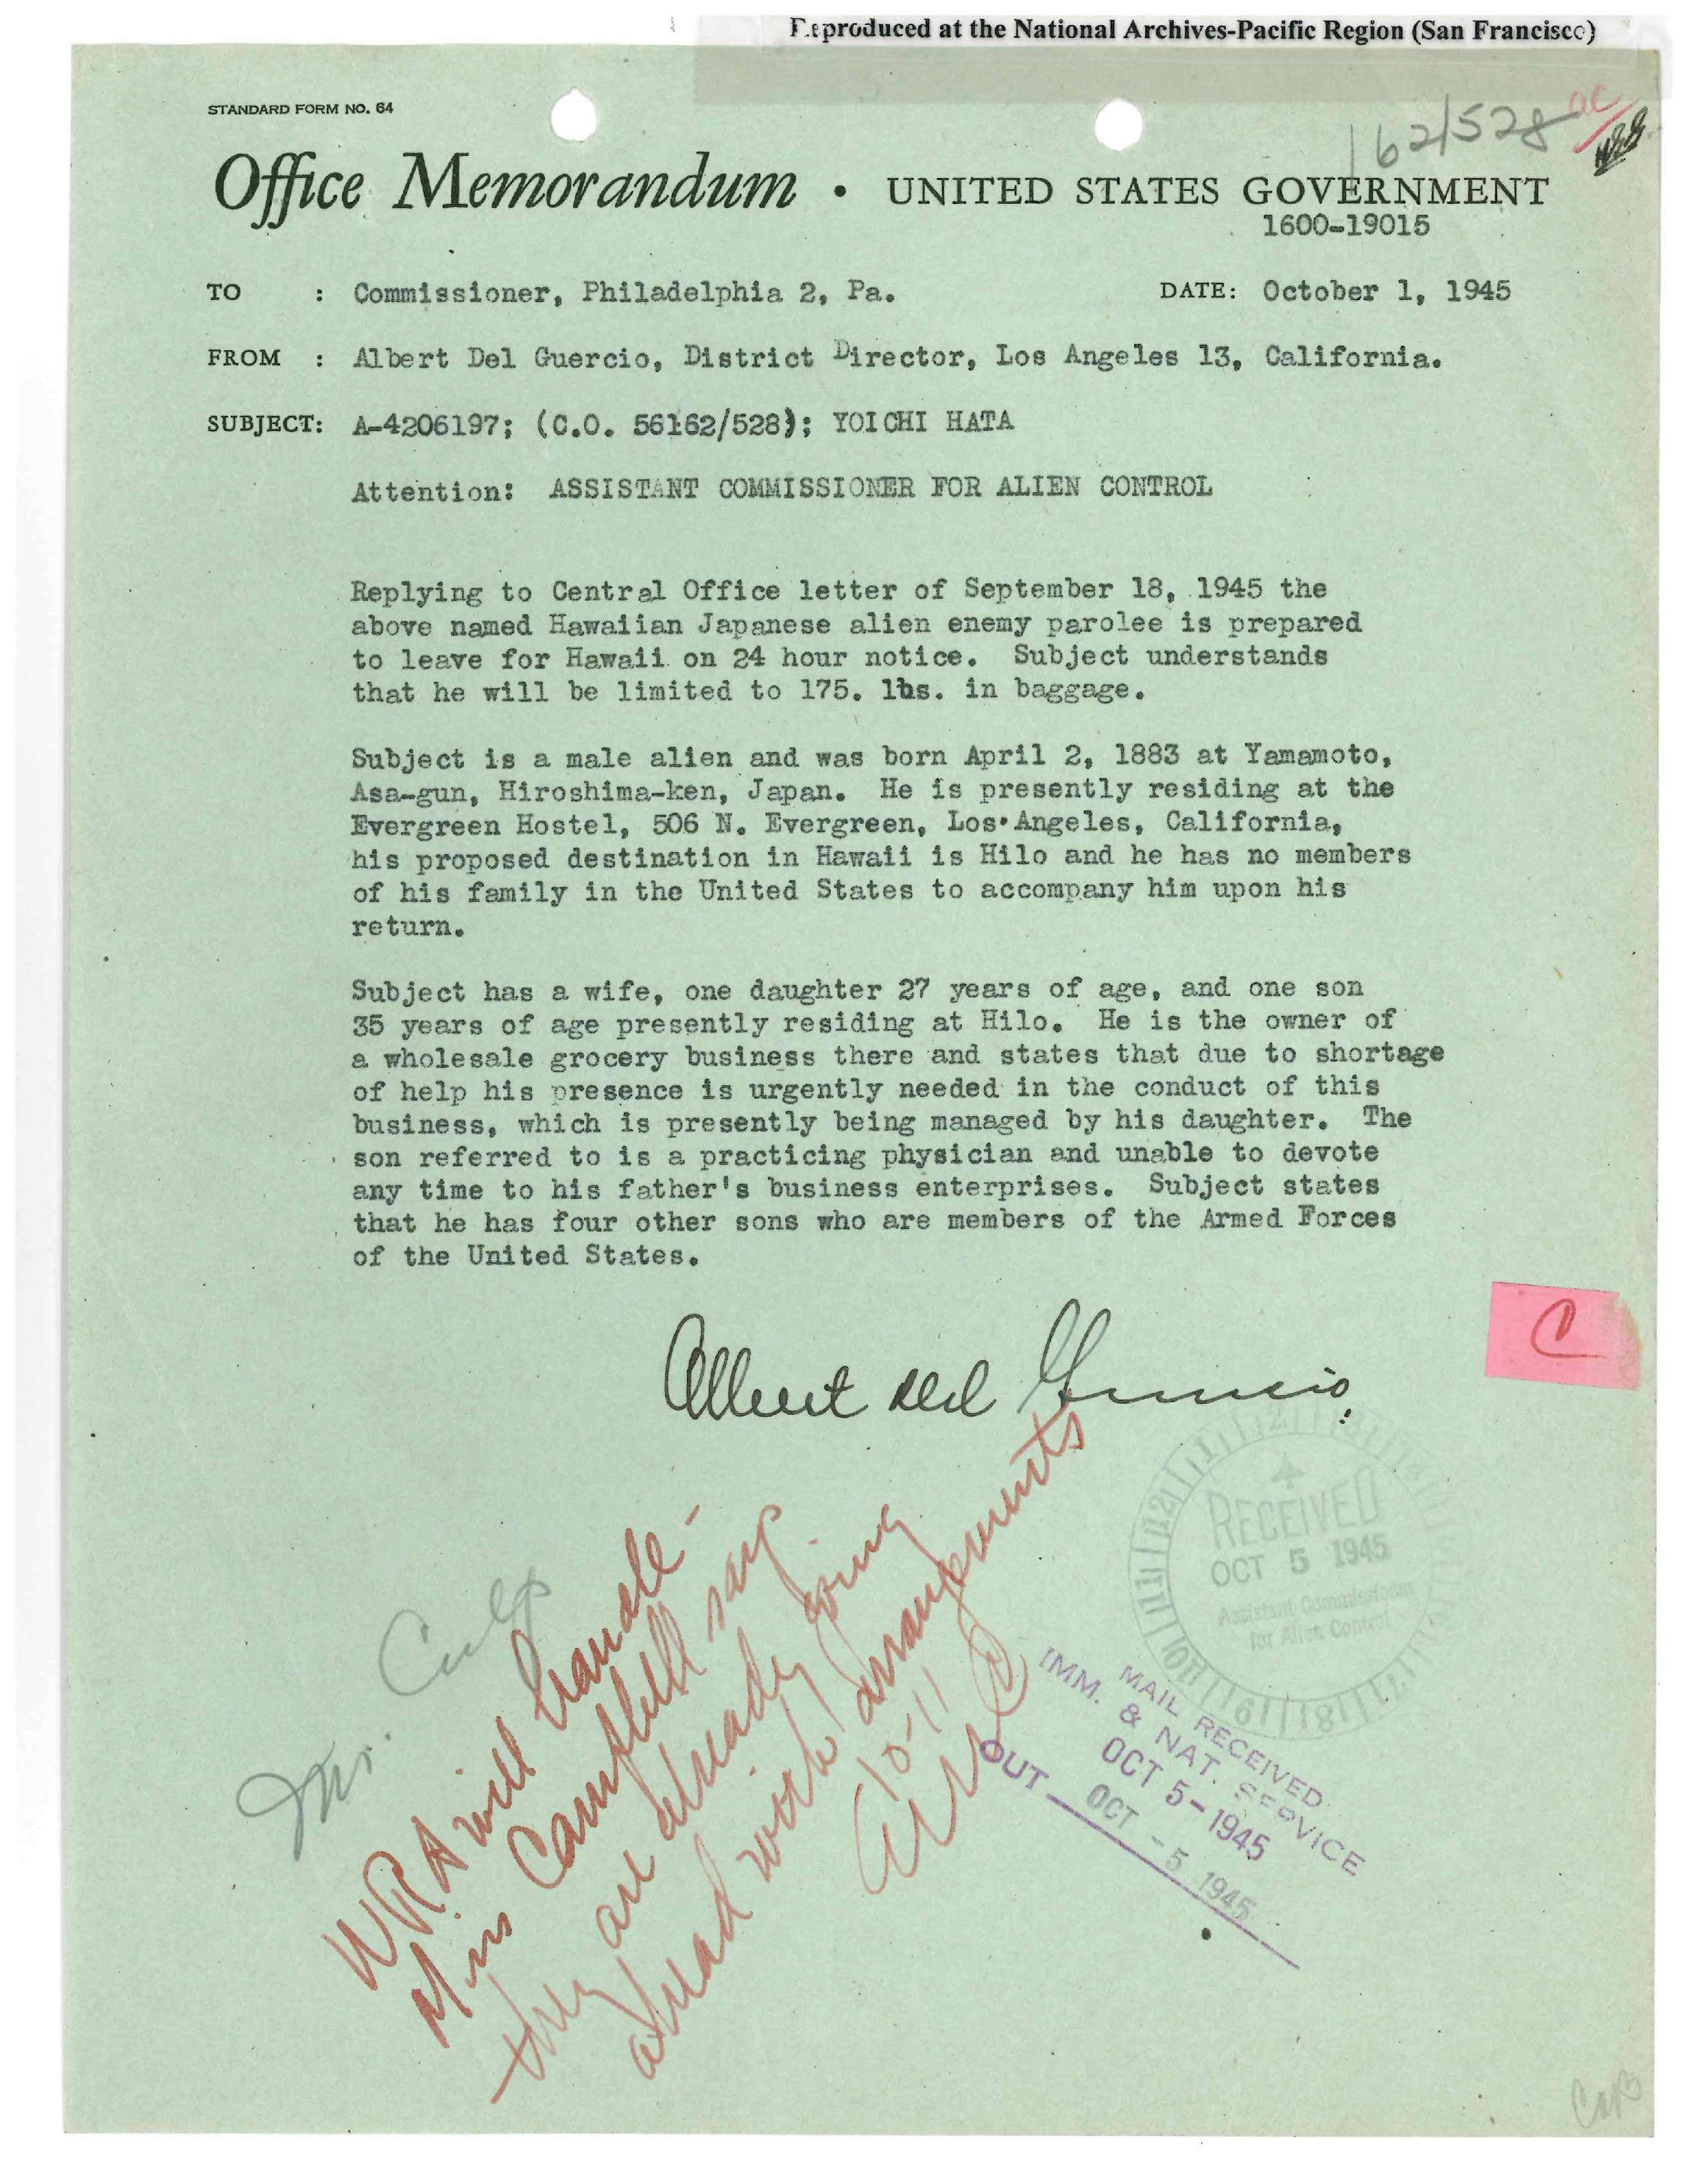 Reproduced at the National Archives-Pacific Region (San Francisco)
STANDARD FORM NO. 64
162/528
Office Memorandum • UNITED STATES GOVERNMENT
1600-19015
TO : Commissioner, Philadelphia 2, Pa. DATE: October 1, 1945
FROM : Albert Del Guercio, District Director, Los Angeles 13, California.
SUBJECT: A-4206197; (C.O. 56162/528); YOICHI HATA
Attention: ASSISTANT COMMISSIONER FOR ALIEN CONTROL
Replying to Central Office letter of September 18, 1945 the
above named Hawaiian Japanese alien enemy parolee is prepared
to leave for Hawaii on 24 hour notice. Subject understands
that he will be limited to 175. lbs. in baggage.
Subject is a male alien and was born April 2, 1883 at Yamamoto,
Asa-gun, Hiroshima-ken, Japan. He is presently residing at the
Evergreen Hostel, 506 N. Evergreen, Los Angeles, California,
his proposed destination in Hawaii is Hilo and he has no members
of his family in the United States to accompany him upon his
return.
Subject has a wife, one daughter 27 years of age, and one son
35 years of age presently residing at Hilo. He is the owner of
a wholesale grocery business there and states that due to shortage
of help his presence is urgently needed in the conduct of this
business, which is presently being managed by his daughter. The
son referred to is a practicing physician and unable to devote
any time to his father's business enterprises. Subject states
that he has four other sons who are members of the Armed Forces
of the United States.
C
Albert Del Guercio
Mr. Culp
WRA will handle -
Miss Campbell says
they are already going
ahead with arrangements
10-11
RECEIVED
OCT 5 1945
Assistant Commissioner
for Alien Control
MAIL RECEIVED
IMM. & NAT. SERVICE
OCT 5 - 1945
OUT OCT - 5 1945